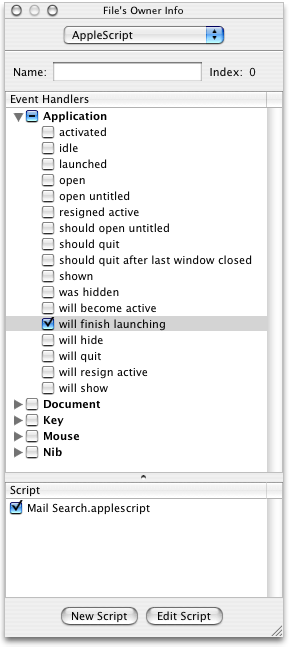 File's Owner Info
AppleScript
Name: Index: 0
Event Handlers
Application
activated
idle
launched
open
open untitled
resigned active
should open untitled
should quit
should quit after last window closed
shown
was hidden
will become active
will finish launching
will hide
will quit
will resign active
will show
Document
Key
Mouse
Nib
Script
Mail Search.applescript
New Script Edit Script